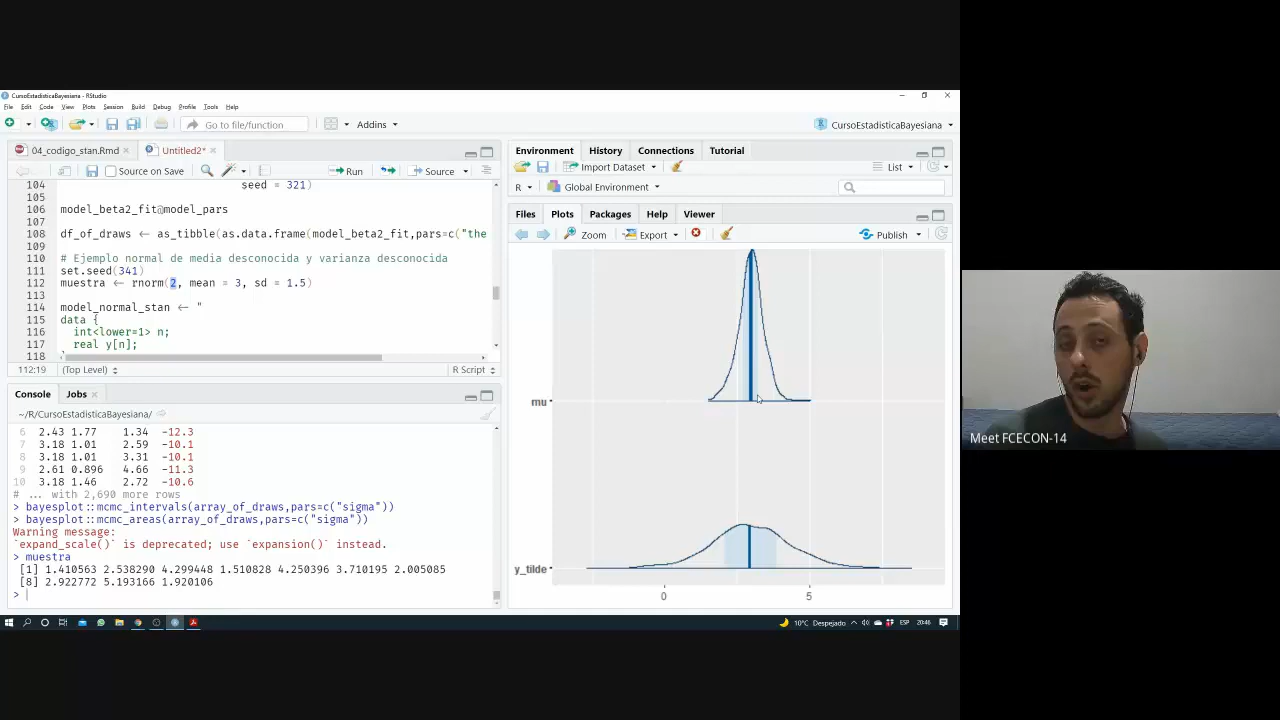 CursoEstadisticaBayesiana - RStudio
File Edit Code View Plots Session Build Debug Profile Tools Help
Go to file/function Addins CursoEstadisticaBayesiana
04_codigo_stan.Rmd Untitled2*
Source on Save Run Source
104 seed = 321)
105
106 model_beta2_fit@model_pars
107
108 df_of_draws ← as_tibble(as.data.frame(model_beta2_fit,pars=c("the
109
110 # Ejemplo normal de media desconocida y varianza desconocida
111 set.seed(341)
112 muestra ← rnorm(2, mean = 3, sd = 1.5)
113
114 model_normal_stan ← "
115 data {
116 int<lower=1> n;
117 real y[n];
118
112:19 (Top Level) R Script
Console Jobs
~/R/CursoEstadisticaBayesiana/
6 2.43 1.77 1.34 -12.3
7 3.18 1.01 2.59 -10.1
8 3.18 1.01 3.31 -10.1
9 2.61 0.896 4.66 -11.3
10 3.18 1.46 2.72 -10.6
# ... with 2,690 more rows
> bayesplot::mcmc_intervals(array_of_draws,pars=c("sigma"))
> bayesplot::mcmc_areas(array_of_draws,pars=c("sigma"))
Warning message:
`expand_scale()` is deprecated; use `expansion()` instead.
> muestra
[1] 1.410563 2.538290 4.299448 1.510828 4.250396 3.710195 2.005085
[8] 2.922772 5.193166 1.920106
>
Environment History Connections Tutorial
Import Dataset List
R Global Environment
Files Plots Packages Help Viewer
Zoom Export Publish
mu
y_tilde
0 5
10°C Despejado ESP 20:46
Meet FCECON-14